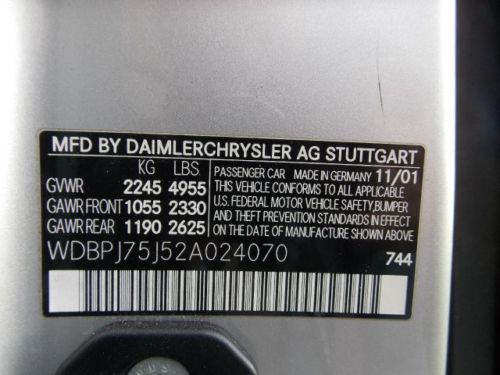 MFD BY DAIMLERCHRYSLER AG STUTTGART
KG LBS
GVWR 2245 4955
GAWR FRONT 1055 2330
GAWR REAR 1190 2625
PASSENGER CAR MADE IN GERMANY 11/01
THIS VEHICLE CONFORMS TO ALL APPLICABLE
U.S. FEDERAL MOTOR VEHICLE SAFETY, BUMPER
AND THEFT PREVENTION STANDARDS IN EFFECT
ON THE DATE OF MANUFACTURE SHOWN ABOVE.
WDBPJ75J52A024070
744